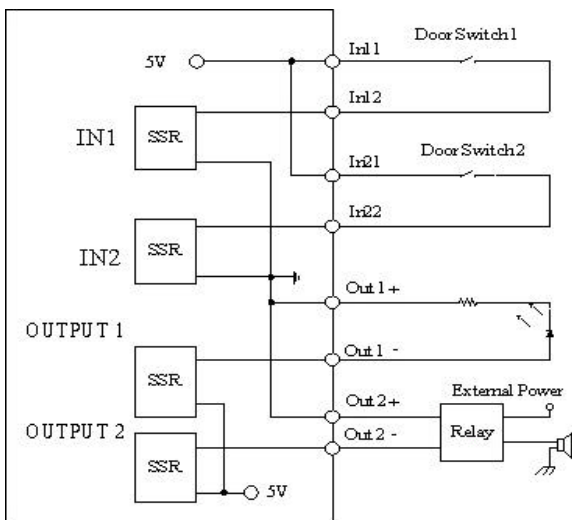 DoorSwitch1
5V
In11
In12
IN1
SSR
DoorSwitch2
In21
In22
IN2
SSR
Out1+
OUTPUT 1
Out1 -
SSR
External Power
Out2+
OUTPUT 2
Out2 -
Relay
SSR
5V